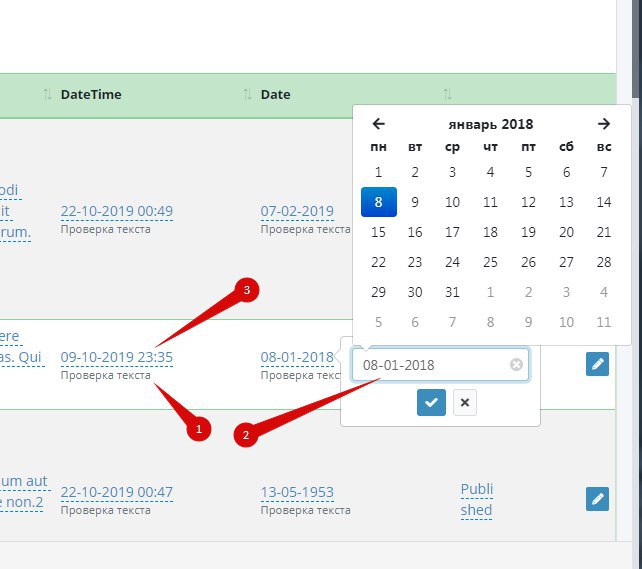 DateTime
Date
январь 2018
пн вт ср чт пт сб вс
1 2 3 4 5 6 7
8 9 10 11 12 13 14
15 16 17 18 19 20 21
22 23 24 25 26 27 28
29 30 31 1 2 3 4
5 6 7 8 9 10 11
odi
it
rum.
22-10-2019 00:49
Проверка текста
07-02-2019
Проверка текста
3
ere
as. Qui
09-10-2019 23:35
Проверка текста
08-01-2018
Проверка текс
08-01-2018
1
2
um aut
e non.2
22-10-2019 00:47
Проверка текста
13-05-1953
Проверка текста
Publi
shed